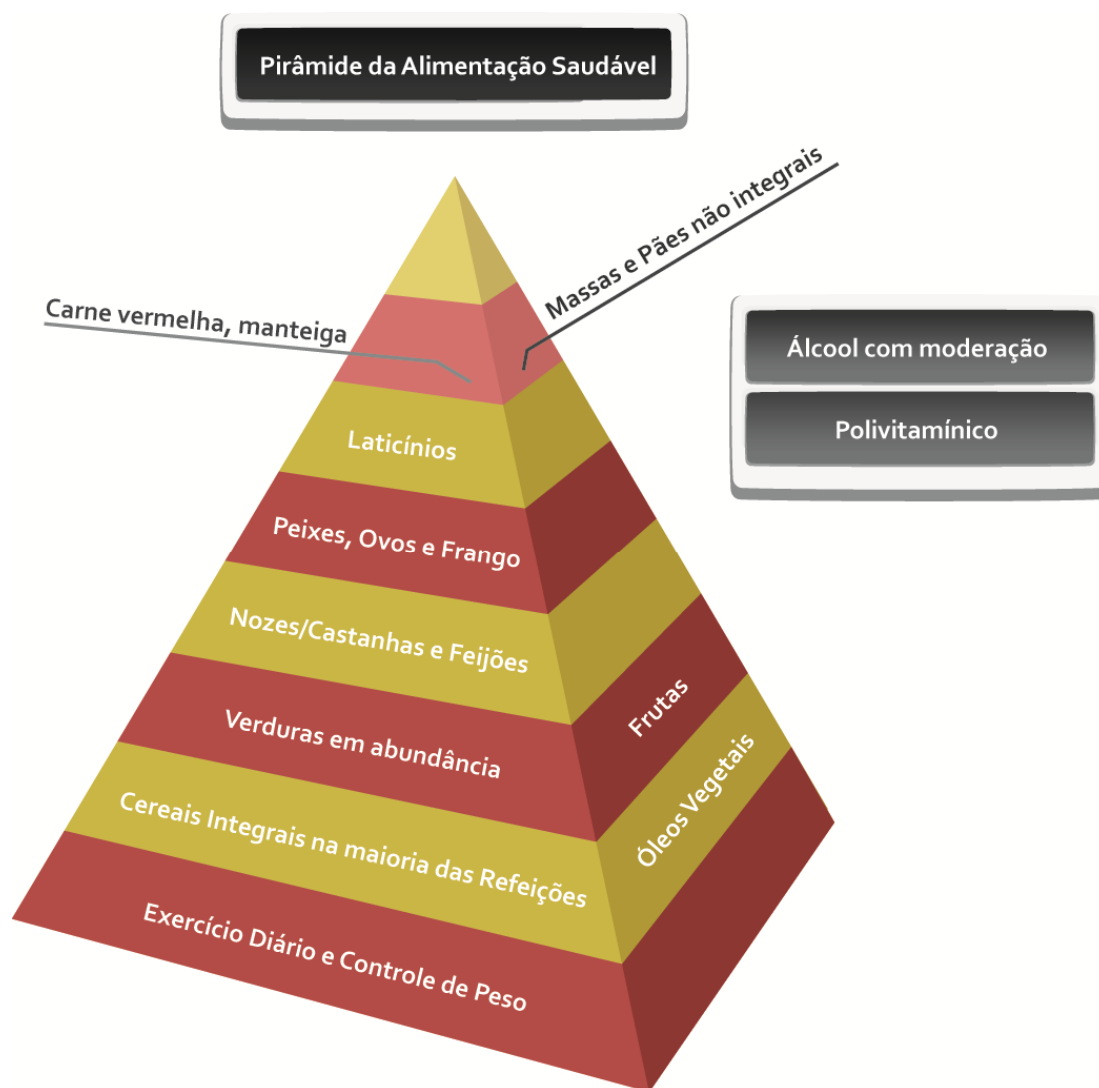 Pirâmide da Alimentação Saudável
Massas e Pães não integrais
Carne vermelha, manteiga
Álcool com moderação
Polivitamínico
Laticínios
Peixes, Ovos e Frango
Nozes/Castanhas e Feijões
Verduras em abundância
Frutas
Cereais Integrais na maioria das Refeições
Óleos Vegetais
Exercício Diário e Controle de Peso